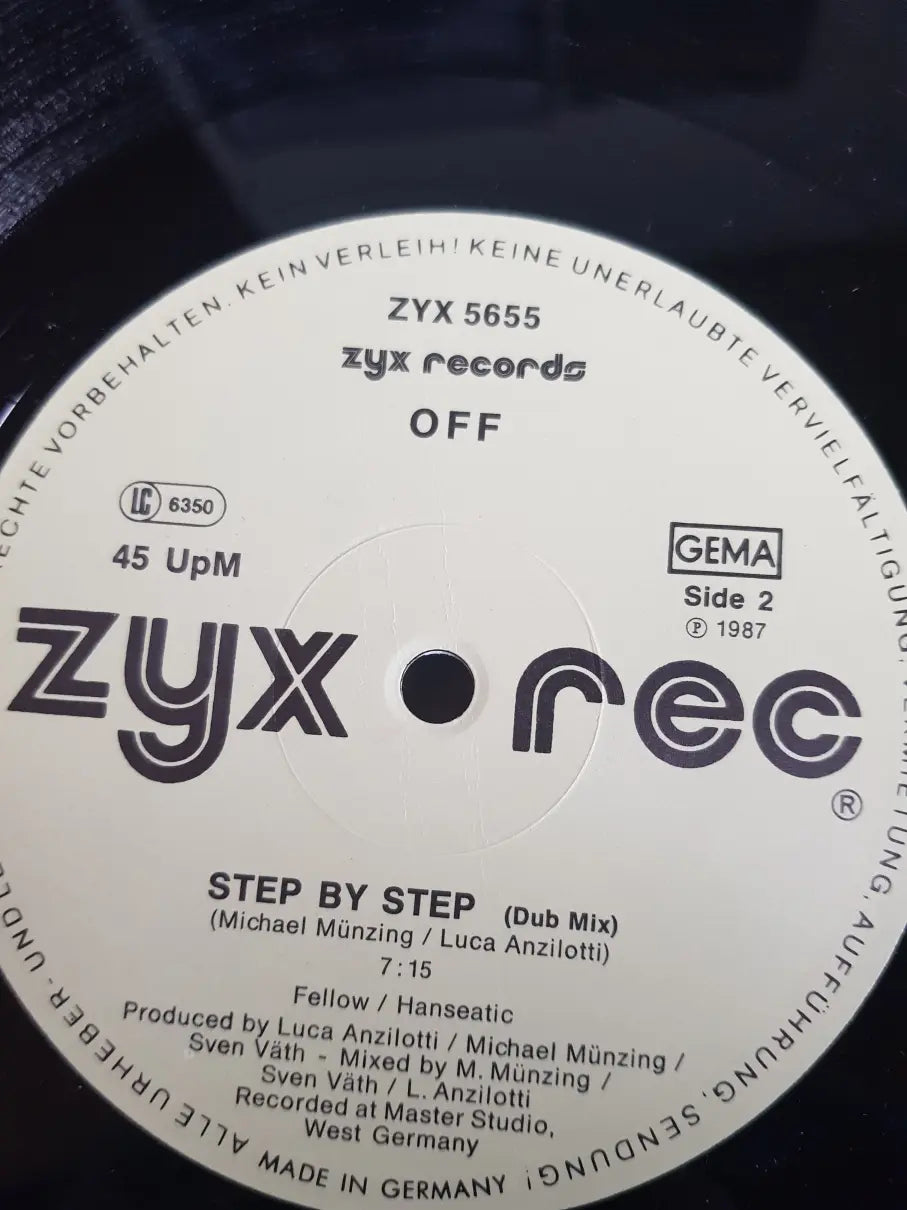 ALLE URHEBER- UND LE
ECHTE VORBEHALTEN. KEIN VERLEIH! KEINE UNERLAUBTE VERVIELFÄLTIGUNG, VERMIETUNG, AUFFÜHRUNG, SENDUNG!
ZYX 5655
zyx records
OFF
LC 6350
45 UpM
GEMA
Side 2
℗ 1987
zyx rec
®
STEP BY STEP (Dub Mix)
(Michael Münzing / Luca Anzilotti)
7:15
Fellow / Hanseatic
Produced by Luca Anzilotti / Michael Münzing /
Sven Väth - Mixed by M. Münzing /
Sven Väth / L. Anzilotti
Recorded at Master Studio,
West Germany
MADE IN GERMANY